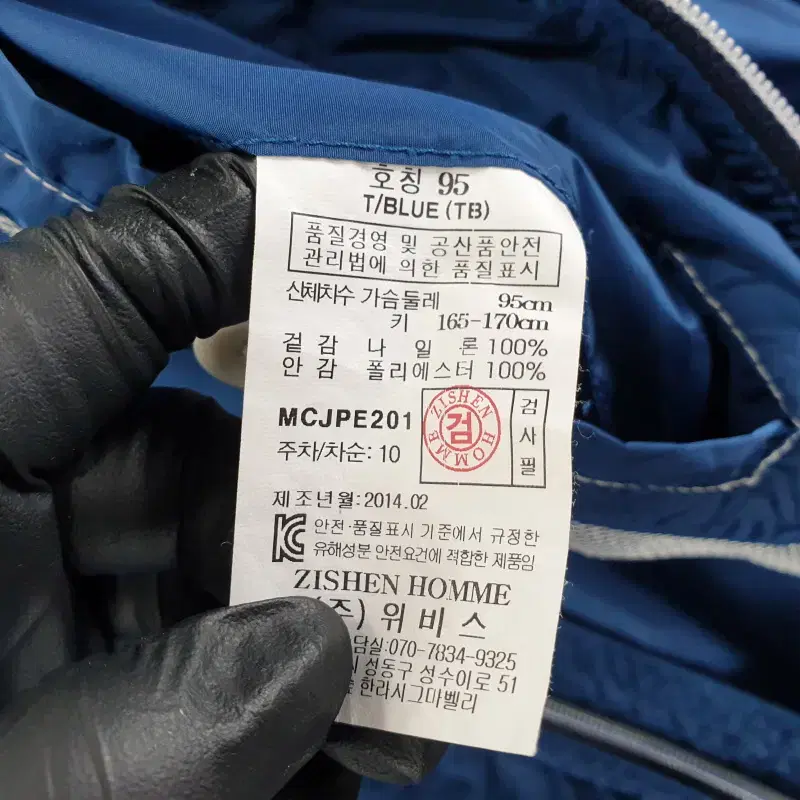 호칭 95
T/BLUE (TB)
품질경영 및 공산품안전
관리법에 의한 품질표시
신체차수 가슴둘레 95cm
키 165-170cm
겉 감 나 일 론 100%
안 감 폴리에스터 100%
MCJPE201
주차/차순: 10
ZISHEN HOMME
검
검사필
제조년월: 2014.02
안전·품질표시 기준에서 규정한
유해성분 안전요건에 적합한 제품임
ZISHEN HOMME
(주) 위비스
담실:070-7834-9325
성동구 성수이로 51
한라시그마벨리